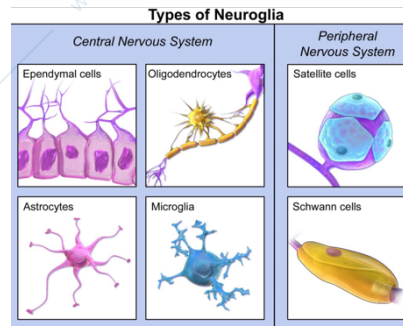 Types of Neuroglia
Central Nervous System
Peripheral
Nervous System
Ependymal cells
Oligodendrocytes
Satellite cells
Astrocytes
Microglia
Schwann cells